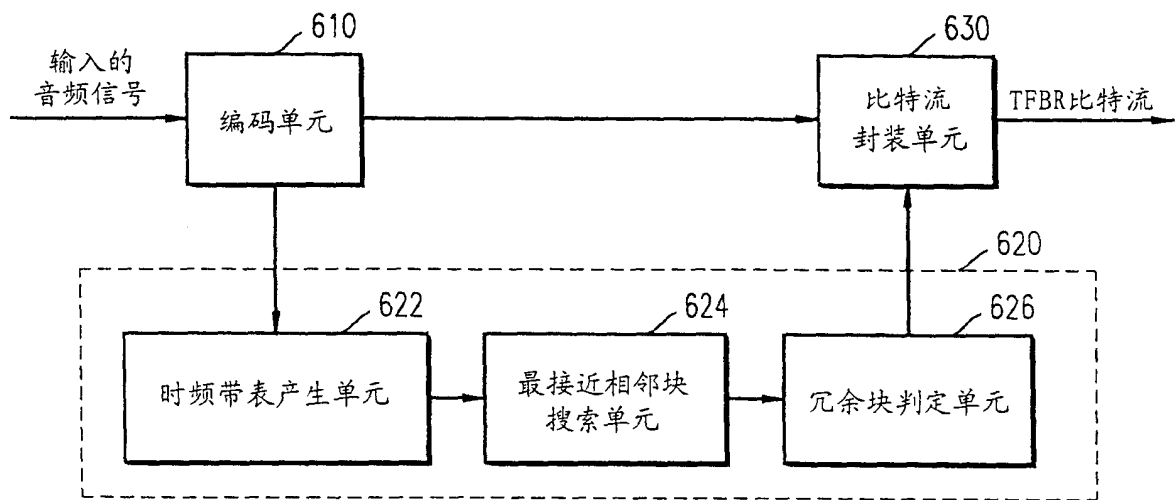 610
630
输入的
音频信号
编码单元
比特流
封装单元
TFBR比特流
620
622
624
626
时频带表产生单元
最接近相邻块
搜索单元
冗余块判定单元